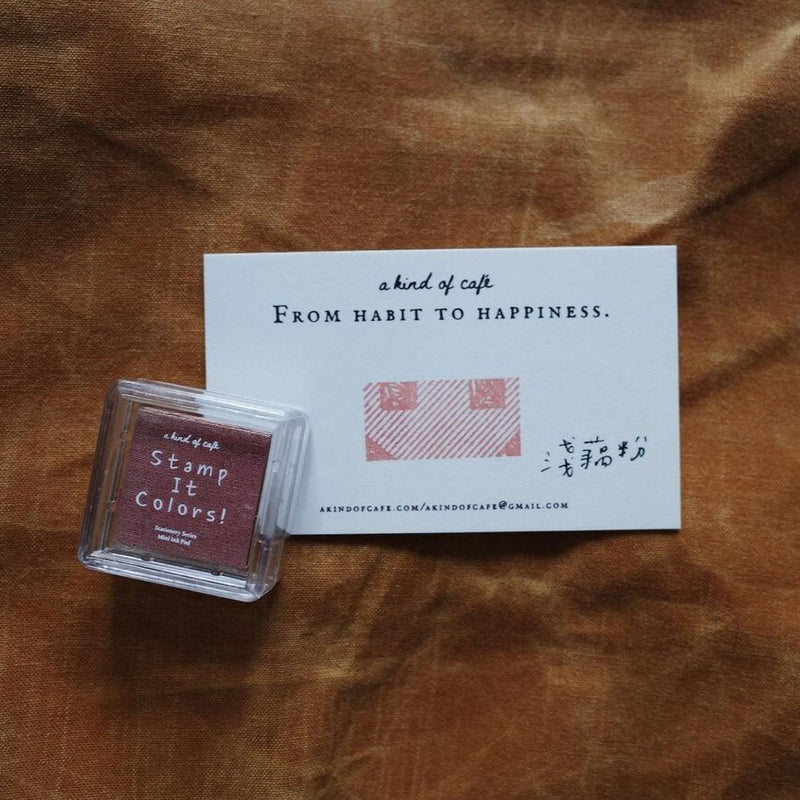 a kind of café
FROM HABIT TO HAPPINESS.
浅藕粉
AKINDOFCAFE.COM/AKINDOFCAFE@GMAIL.COM
a kind of café
Stamp
It
Colors!
Stationery Series
Mini Ink Pad